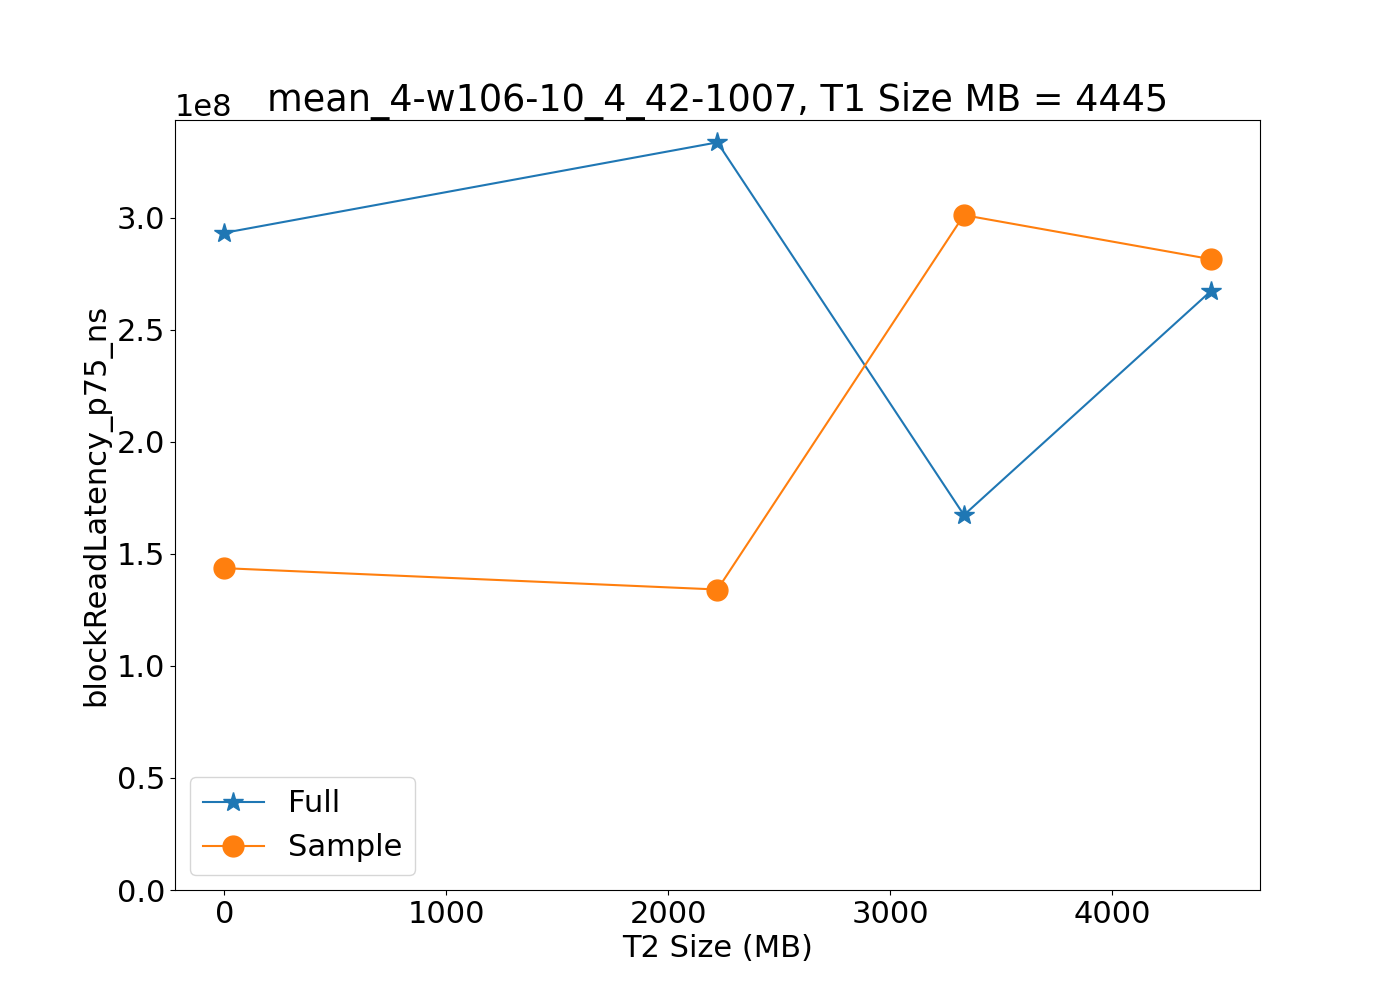 1e8
mean_4-w106-10_4_42-1007, T1 Size MB = 4445
blockReadLatency_p75_ns
3.0
2.5
2.0
1.5
1.0
0.5
0.0
Full
Sample
0 1000 2000 3000 4000
T2 Size (MB)